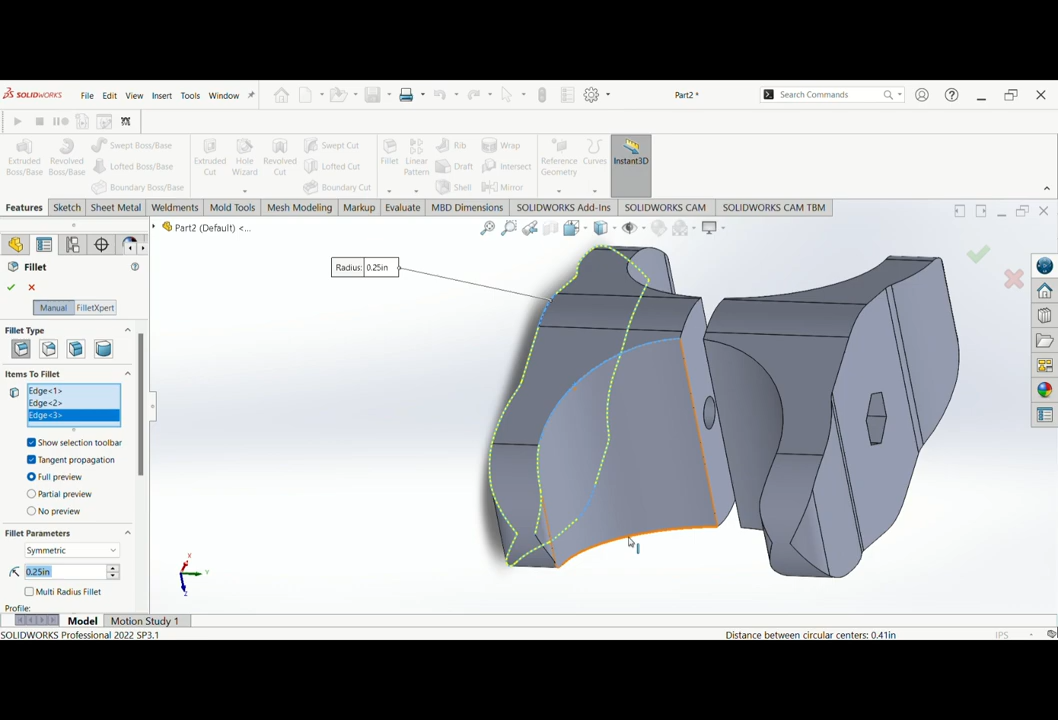 SOLIDWORKS File Edit View Insert Tools Window Part2 * Search Commands
Extruded Boss/Base
Revolved Boss/Base
Swept Boss/Base
Lofted Boss/Base
Boundary Boss/Base
Extruded Cut
Hole Wizard
Revolved Cut
Swept Cut
Lofted Cut
Boundary Cut
Fillet
Linear Pattern
Rib
Draft
Shell
Wrap
Intersect
Mirror
Reference Geometry
Curves
Instant3D
Features Sketch Sheet Metal Weldments Mold Tools Mesh Modeling Markup Evaluate MBD Dimensions SOLIDWORKS Add-Ins SOLIDWORKS CAM SOLIDWORKS CAM TBM
Part2 (Default) <...
Fillet
Manual FilletXpert
Fillet Type
Items To Fillet
Edge<1>
Edge<2>
Edge<3>
Show selection toolbar
Tangent propagation
Full preview
Partial preview
No preview
Fillet Parameters
Symmetric
0.25in
Multi Radius Fillet
Profile:
Radius: 0.25in
X
Y
Z
Model Motion Study 1
SOLIDWORKS Professional 2022 SP3.1 Distance between circular centers: 0.41in IPS